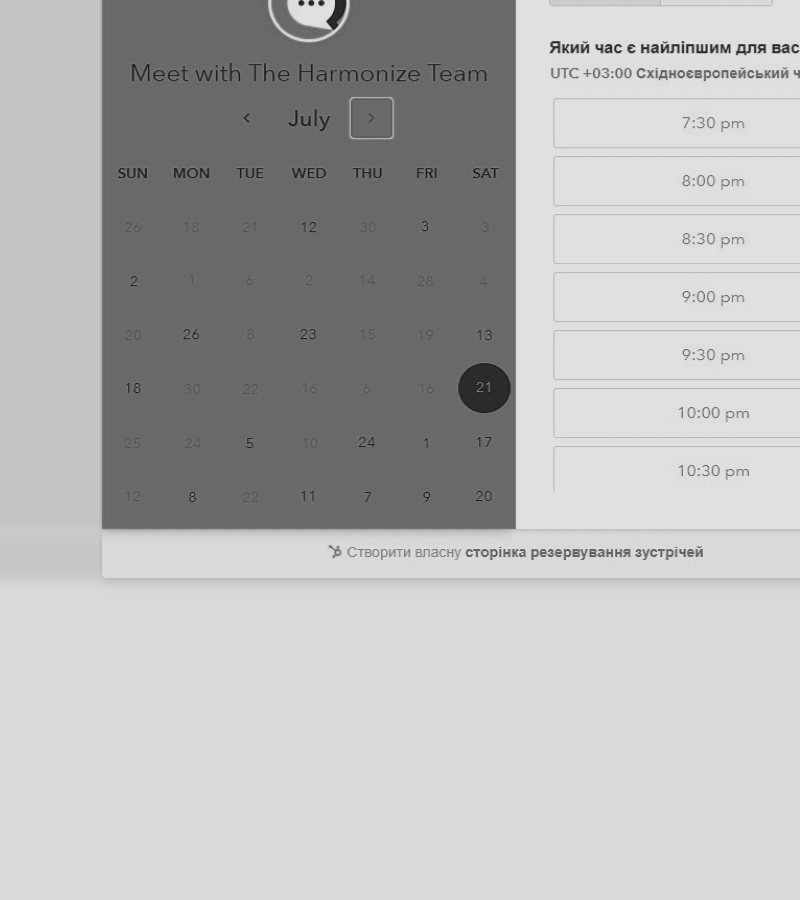 Meet with The Harmonize Team
July
SUN MON TUE WED THU FRI SAT
26 18 21 12 30 3 3
2 1 6 2 14 28 4
20 26 8 23 15 19 13
18 30 22 16 6 16 21
25 24 5 10 24 1 17
12 8 22 11 7 9 20
Який час є найліпшим для вас
UTC +03:00 Східноєвропейський ч
7:30 pm
8:00 pm
8:30 pm
9:00 pm
9:30 pm
10:00 pm
10:30 pm
Створити власну сторінка резервування зустрічей